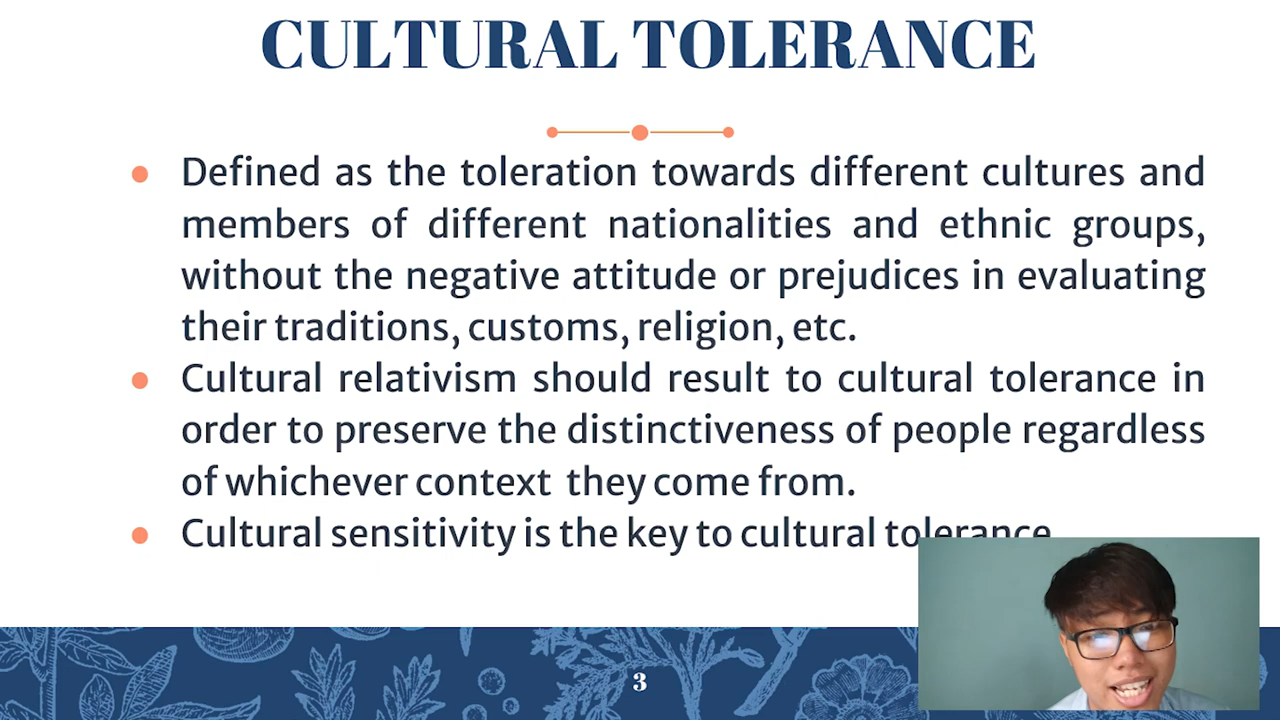 CULTURAL TOLERANCE
Defined as the toleration towards different cultures and
members of different nationalities and ethnic groups,
without the negative attitude or prejudices in evaluating
their traditions, customs, religion, etc.
Cultural relativism should result to cultural tolerance in
order to preserve the distinctiveness of people regardless
of whichever context they come from.
Cultural sensitivity is the key to cultural tolerance
3